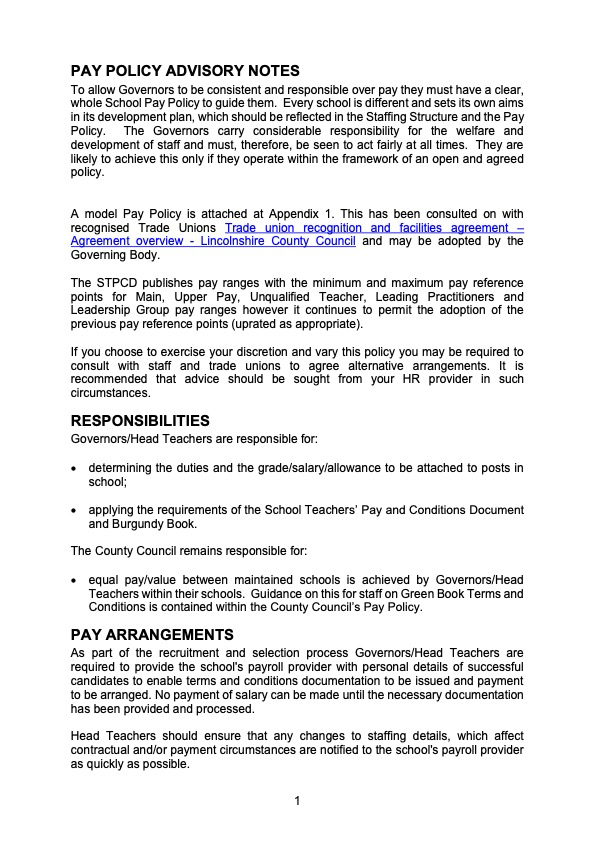 PAY POLICY ADVISORY NOTES
To allow Governors to be consistent and responsible over pay they must have a clear,
whole School Pay Policy to guide them.  Every school is different and sets its own aims
in its development plan, which should be reflected in the Staffing Structure and the Pay
Policy.  The Governors carry considerable responsibility for the welfare and
development of staff and must, therefore, be seen to act fairly at all times.  They are
likely to achieve this only if they operate within the framework of an open and agreed
policy.
A model Pay Policy is attached at Appendix 1. This has been consulted on with
recognised Trade Unions Trade union recognition and facilities agreement –
Agreement overview - Lincolnshire County Council and may be adopted by the
Governing Body.
The STPCD publishes pay ranges with the minimum and maximum pay reference
points for Main, Upper Pay, Unqualified Teacher, Leading Practitioners and
Leadership Group pay ranges however it continues to permit the adoption of the
previous pay reference points (uprated as appropriate).
If you choose to exercise your discretion and vary this policy you may be required to
consult with staff and trade unions to agree alternative arrangements. It is
recommended that advice should be sought from your HR provider in such
circumstances.
RESPONSIBILITIES
Governors/Head Teachers are responsible for:
• determining the duties and the grade/salary/allowance to be attached to posts in
school;
• applying the requirements of the School Teachers' Pay and Conditions Document
and Burgundy Book.
The County Council remains responsible for:
• equal pay/value between maintained schools is achieved by Governors/Head
Teachers within their schools.  Guidance on this for staff on Green Book Terms and
Conditions is contained within the County Council's Pay Policy.
PAY ARRANGEMENTS
As part of the recruitment and selection process Governors/Head Teachers are
required to provide the school's payroll provider with personal details of successful
candidates to enable terms and conditions documentation to be issued and payment
to be arranged. No payment of salary can be made until the necessary documentation
has been provided and processed.
Head Teachers should ensure that any changes to staffing details, which affect
contractual and/or payment circumstances are notified to the school's payroll provider
as quickly as possible.
1